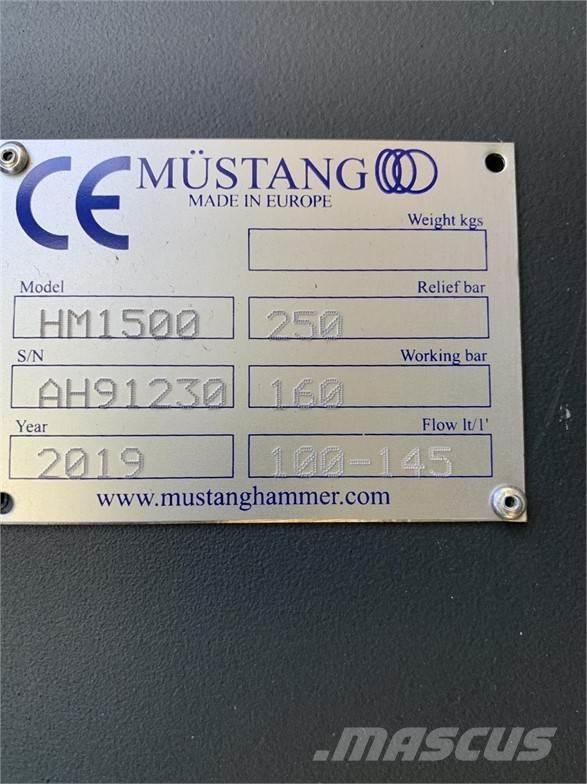 CE MÜSTANG
MADE IN EUROPE
Weight kgs
Model Relief bar
HM1500 250
S/N Working bar
AH91230 160
Year Flow lt/1'
2019 100-145
www.mustanghammer.com
MASCUS